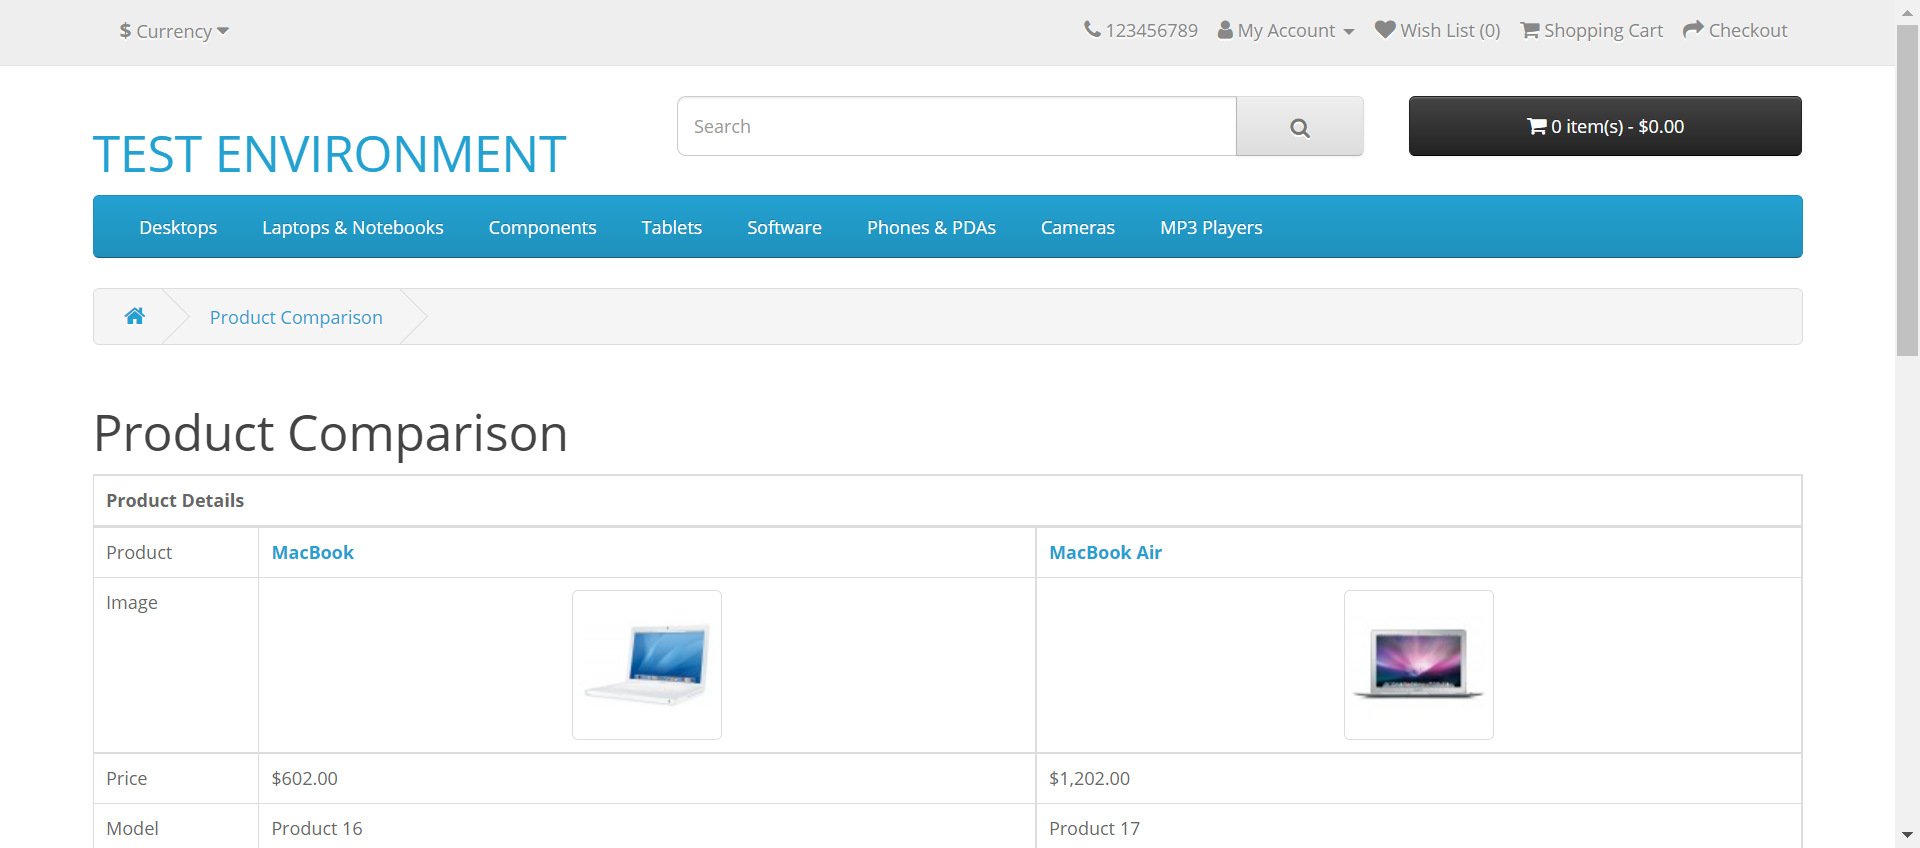 $ Currency
123456789 My Account Wish List (0) Shopping Cart Checkout
TEST ENVIRONMENT
Search
0 item(s) - $0.00
Desktops Laptops & Notebooks Components Tablets Software Phones & PDAs Cameras MP3 Players
Product Comparison
Product Comparison
Product Details
Product MacBook MacBook Air
Image
Price $602.00 $1,202.00
Model Product 16 Product 17